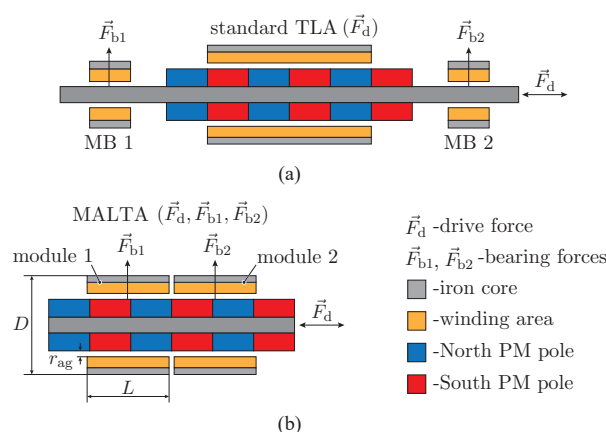 standard TLA (F⃗d)
F⃗b1
F⃗b2
F⃗d
MB 1
MB 2
(a)
MALTA (F⃗d, F⃗b1, F⃗b2)
module 1
F⃗b1
F⃗b2
module 2
F⃗d
D
rag
L
(b)
F⃗d -drive force
F⃗b1, F⃗b2 -bearing forces
-iron core
-winding area
-North PM pole
-South PM pole